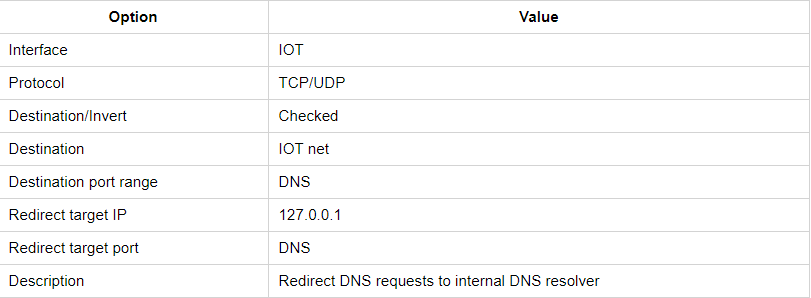 Option Value
Interface IOT
Protocol TCP/UDP
Destination/Invert Checked
Destination IOT net
Destination port range DNS
Redirect target IP 127.0.0.1
Redirect target port DNS
Description Redirect DNS requests to internal DNS resolver